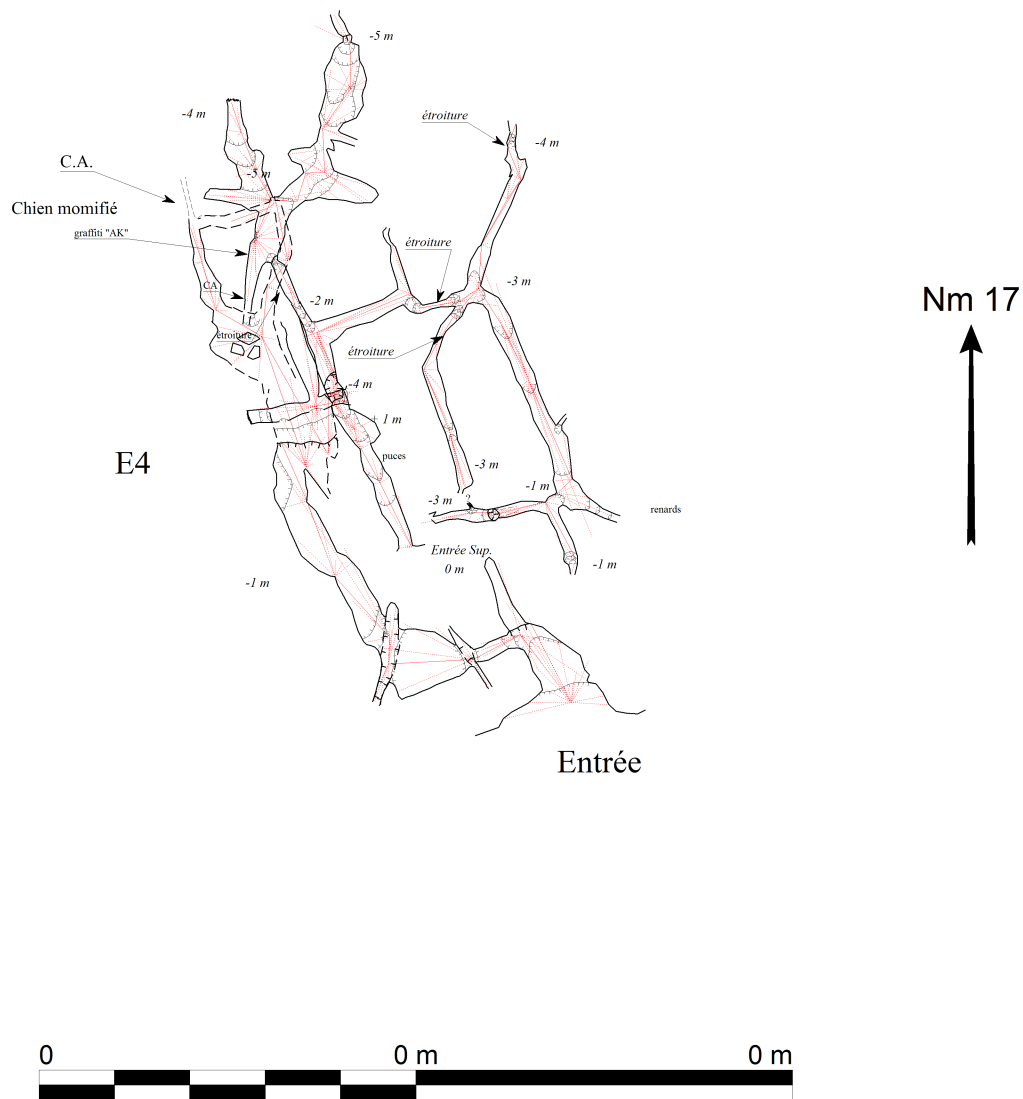 -5 m
-4 m
étroiture
-4 m
C.A.
-5 m
Chien momifié
graffiti "AK"
étroiture
-3 m
CA
-2 m
Nm 17
étroiture
étroiture
-4 m
+ 1 m
E4
puces
-3 m
-1 m
-3 m
?
renards
Entrée Sup.
0 m
-1 m
-1 m
Entrée
0
0 m
0 m